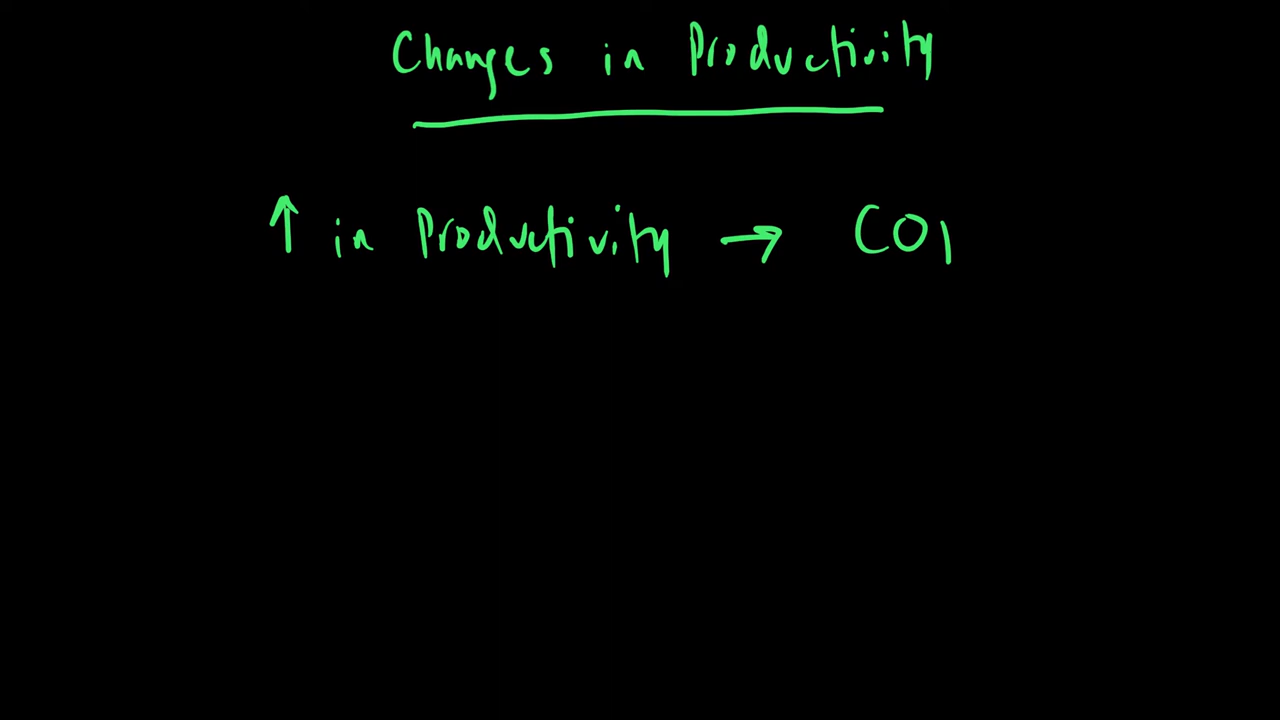 Changes in Productivity
↑ in Productivity → CO